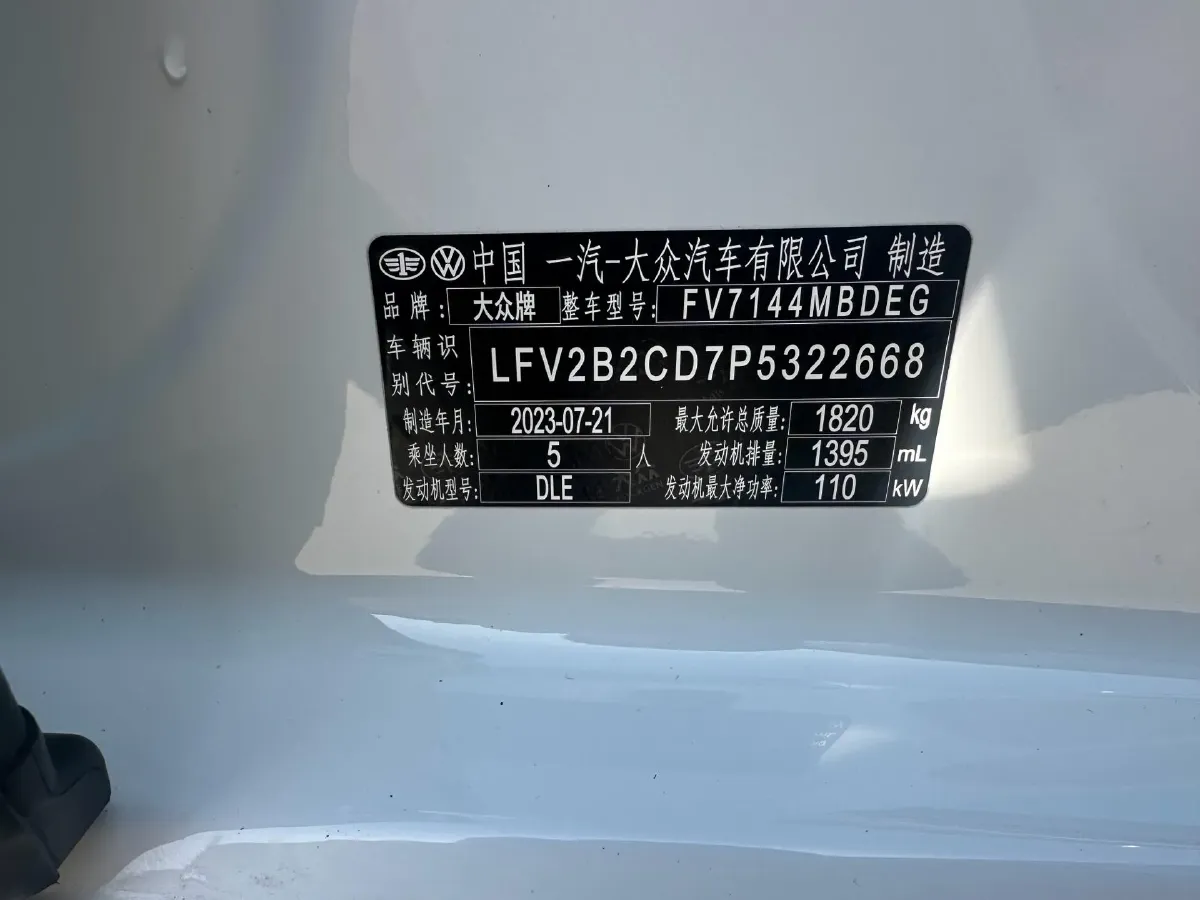 中国 一汽-大众汽车有限公司 制造
品牌: 大众牌 整车型号: FV7144MBDEG
车辆识别代号: LFV2B2CD7P5322668
制造年月: 2023-07-21 最大允许总质量: 1820 kg
乘坐人数: 5 人 发动机排量: 1395 mL
发动机型号: DLE 发动机最大净功率: 110 kW